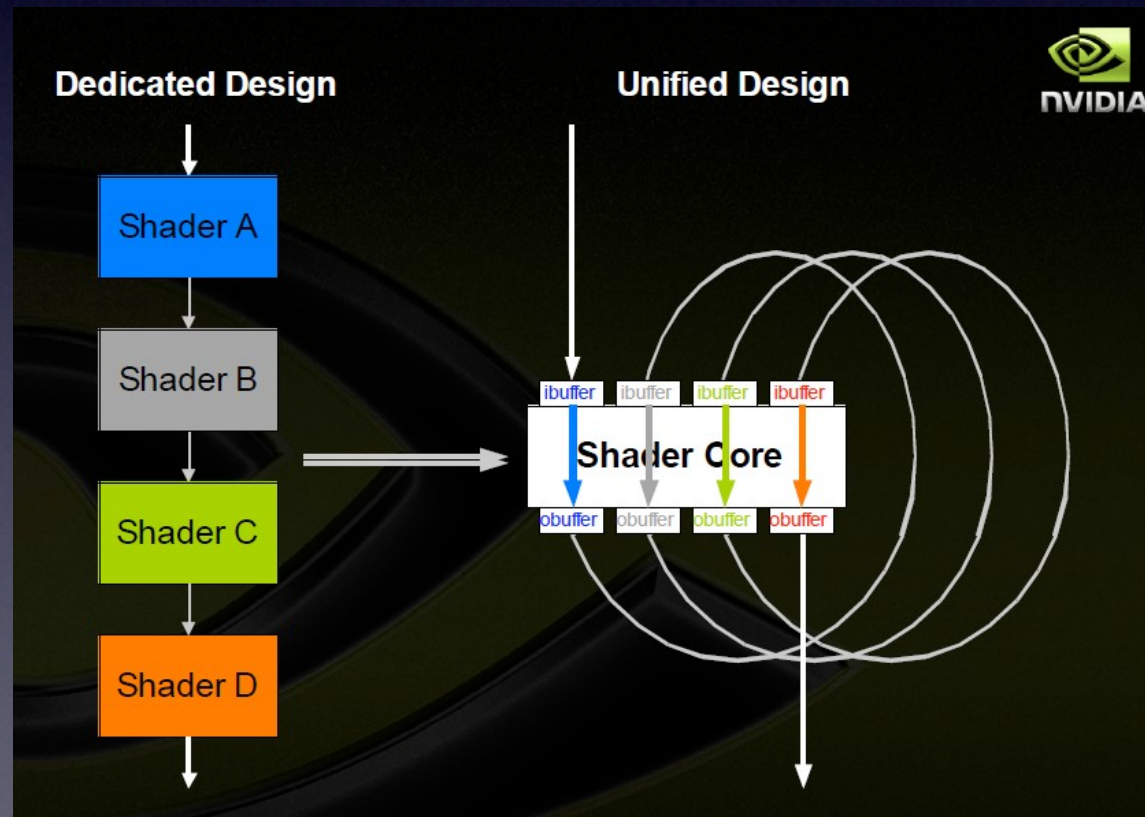 Dedicated Design
Unified Design
NVIDIA
Shader A
Shader B
Shader C
Shader D
ibuffer ibuffer ibuffer ibuffer
Shader Core
obuffer obuffer obuffer obuffer